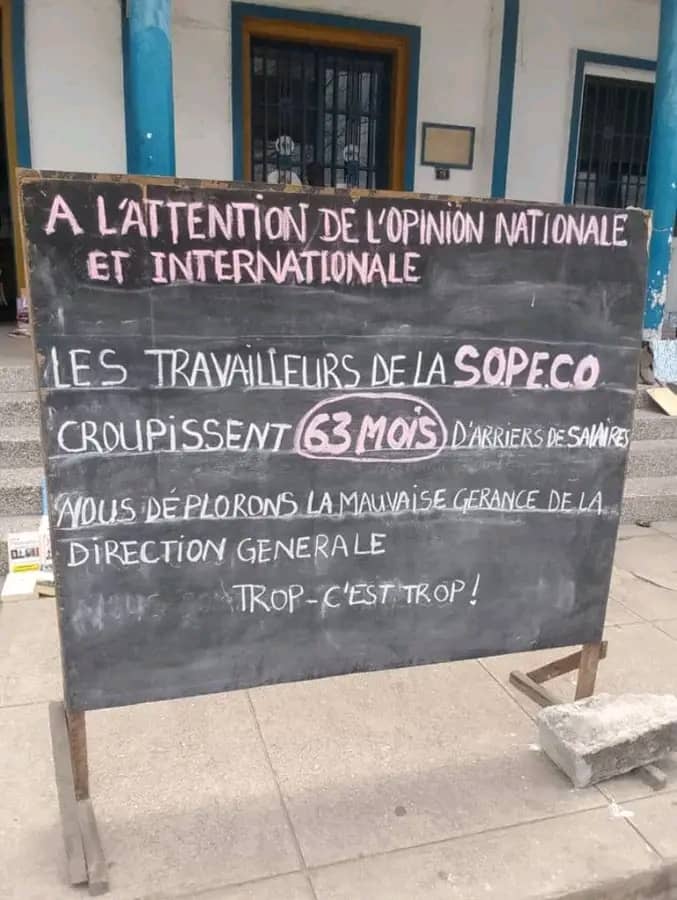 A L'ATTENTION DE L'OPINION NATIONALE
ET INTERNATIONALE
LES TRAVAILLEURS DE LA SO.P.E.C.O
CROUPISSENT 63 MOIS D'ARRIERS DE SALAIRES
NOUS DÉPLORONS LA MAUVAISE GERANCE DE LA
DIRECTION GENERALE
TROP - C'EST TROP !